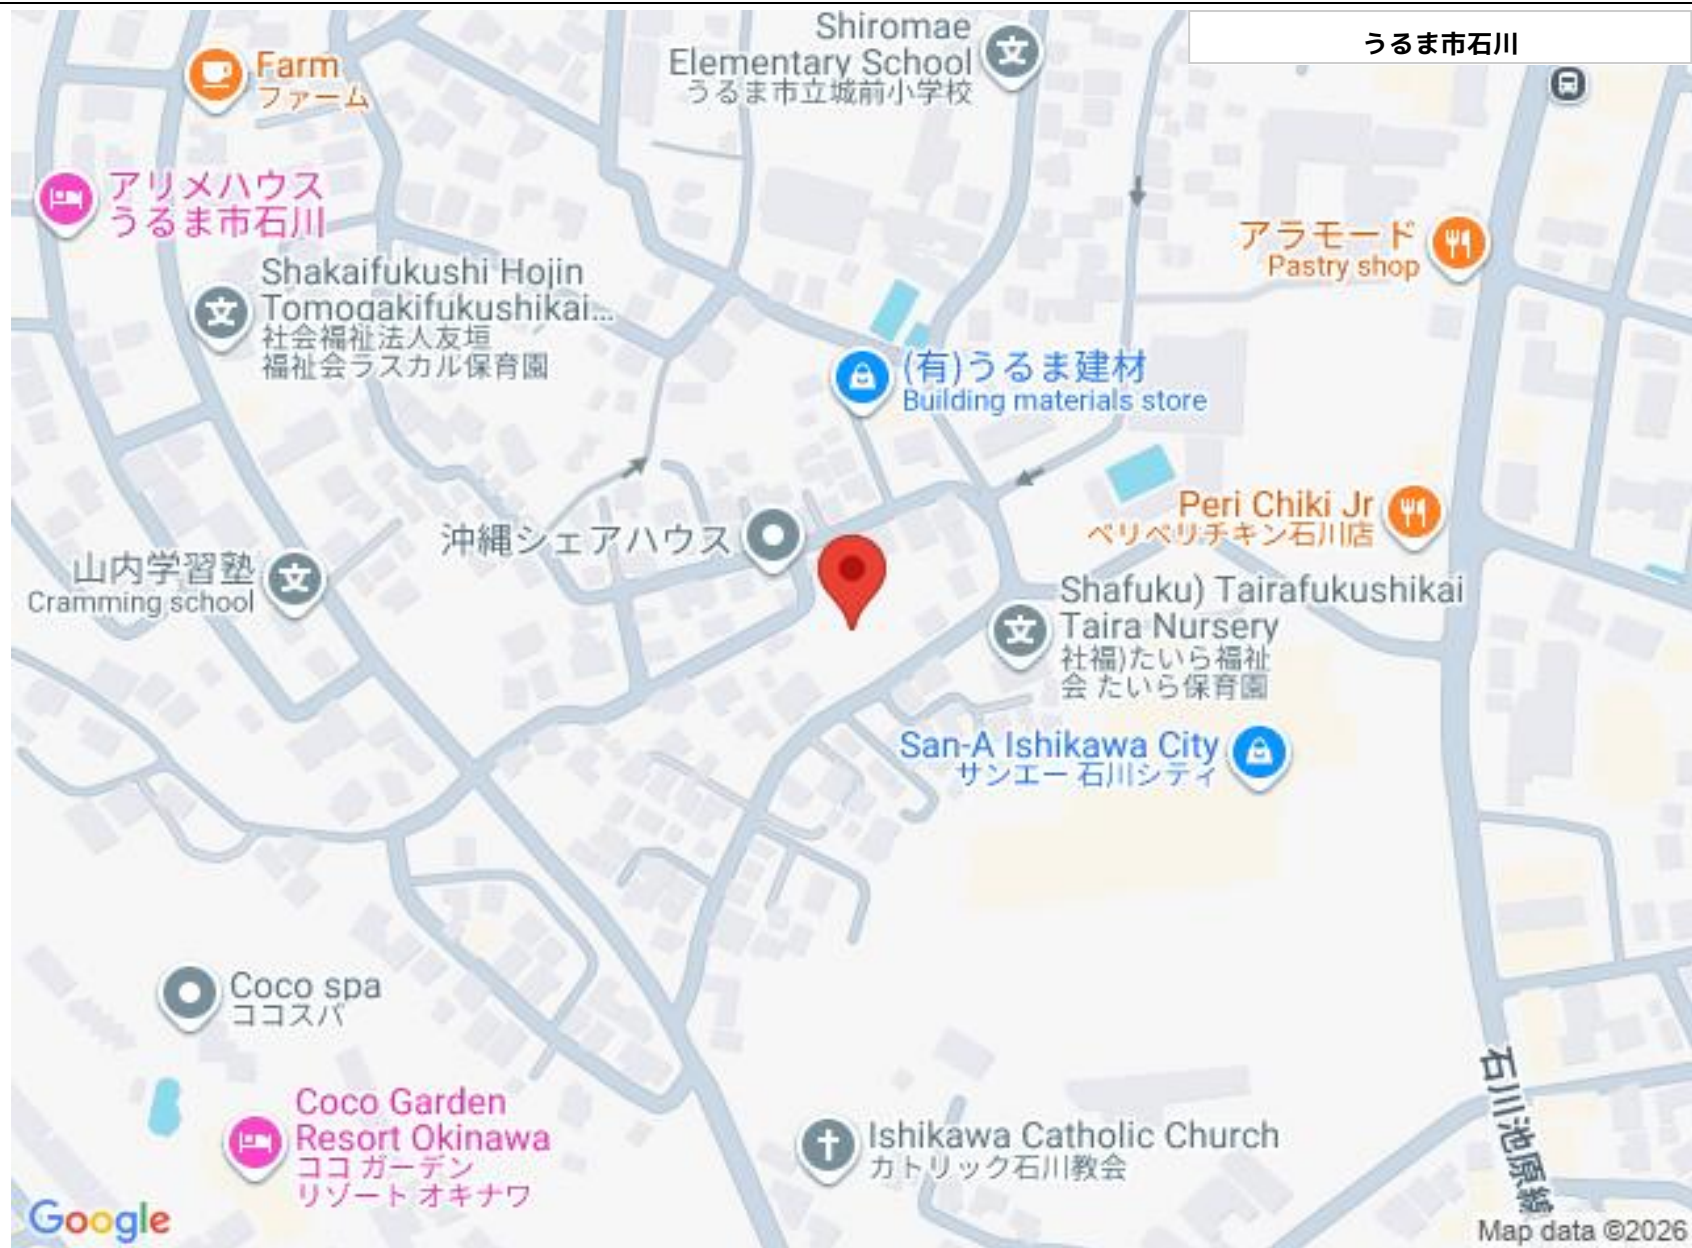 うるま市石川
Shiromae
Elementary School
うるま市立城前小学校
Farm
ファーム
アリメハウス
うるま市石川
アラモード
Pastry shop
Shakaifukushi Hojin
Tomogakifukushikai...
社会福祉法人友垣
福祉会ラスカル保育園
(有)うるま建材
Building materials store
Peri Chiki Jr
ペリペリチキン石川店
沖縄シェアハウス
山内学習塾
Cramming school
Shafuku) Tairafukushikai
Taira Nursery
社福)たいら福祉
会 たいら保育園
San-A Ishikawa City
サンエー 石川シティ
Coco spa
ココスパ
Coco Garden
Resort Okinawa
ココ ガーデン
リゾート オキナワ
Ishikawa Catholic Church
カトリック石川教会
石川池原線
Google
Map data ©2026